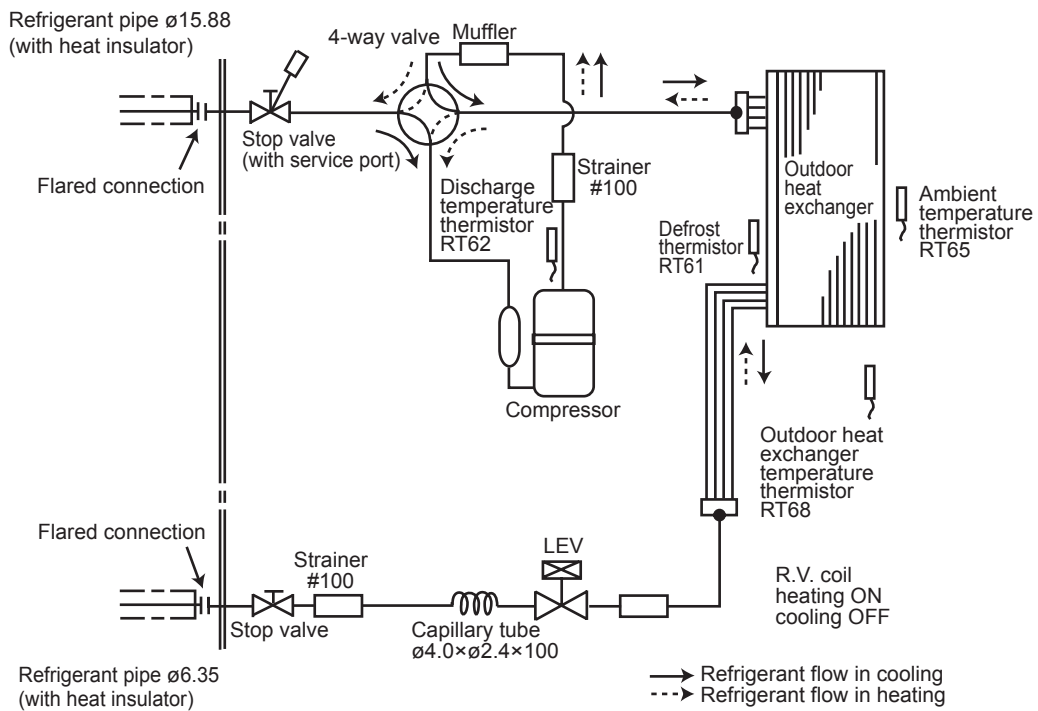 Refrigerant pipe ø15.88
(with heat insulator)
4-way valve
Muffler
Stop valve
(with service port)
Flared connection
Discharge
temperature
thermistor
RT62
Strainer
#100
Outdoor
heat
exchanger
Ambient
temperature
thermistor
RT65
Defrost
thermistor
RT61
Compressor
Outdoor heat
exchanger
temperature
thermistor
RT68
Flared connection
Strainer
#100
LEV
R.V. coil
heating ON
cooling OFF
Stop valve
Capillary tube
ø4.0×ø2.4×100
Refrigerant pipe ø6.35
(with heat insulator)
Refrigerant flow in cooling
Refrigerant flow in heating